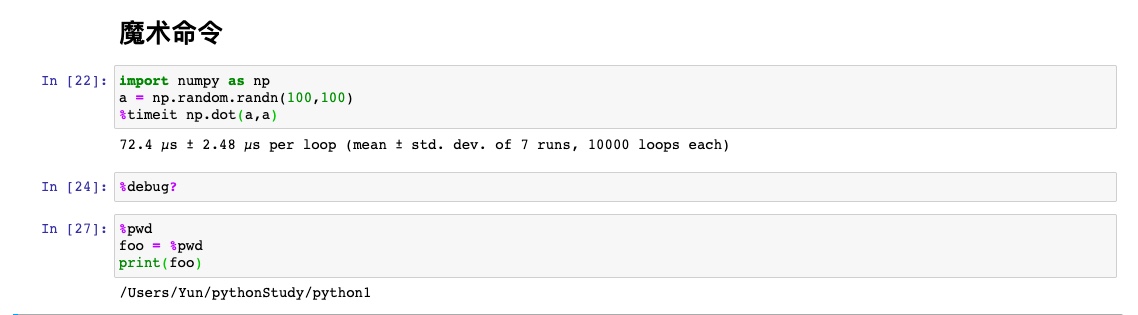 魔术命令
In [22]: import numpy as np
a = np.random.randn(100,100)
%timeit np.dot(a,a)
72.4 µs ± 2.48 µs per loop (mean ± std. dev. of 7 runs, 10000 loops each)
In [24]: %debug?
In [27]: %pwd
foo = %pwd
print(foo)
/Users/Yun/pythonStudy/python1